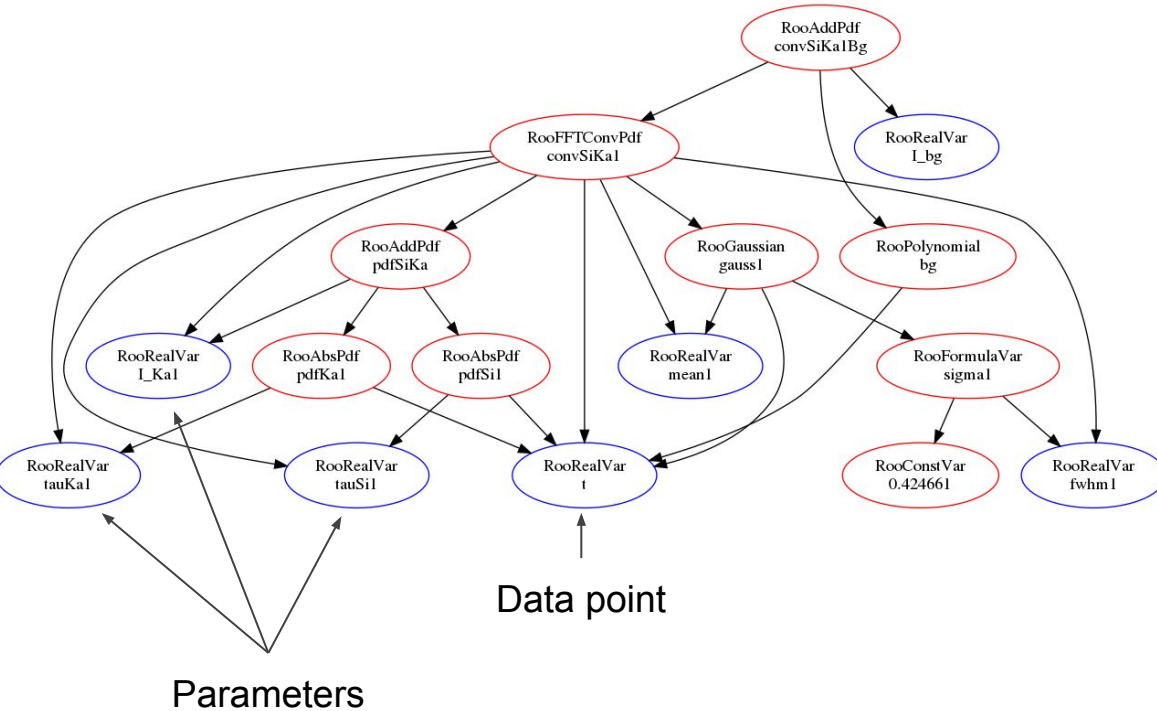 RooAddPdf
convSiKa1Bg
RooFFTConvPdf
convSiKa1
RooRealVar
I_bg
RooAddPdf
pdfSiKa
RooGaussian
gauss1
RooPolynomial
bg
RooRealVar
I_Ka1
RooAbsPdf
pdfKa1
RooAbsPdf
pdfSi1
RooRealVar
mean1
RooFormulaVar
sigma1
RooRealVar
tauKa1
RooRealVar
tauSi1
RooRealVar
t
RooConstVar
0.424661
RooRealVar
fwhm1
Data point
Parameters